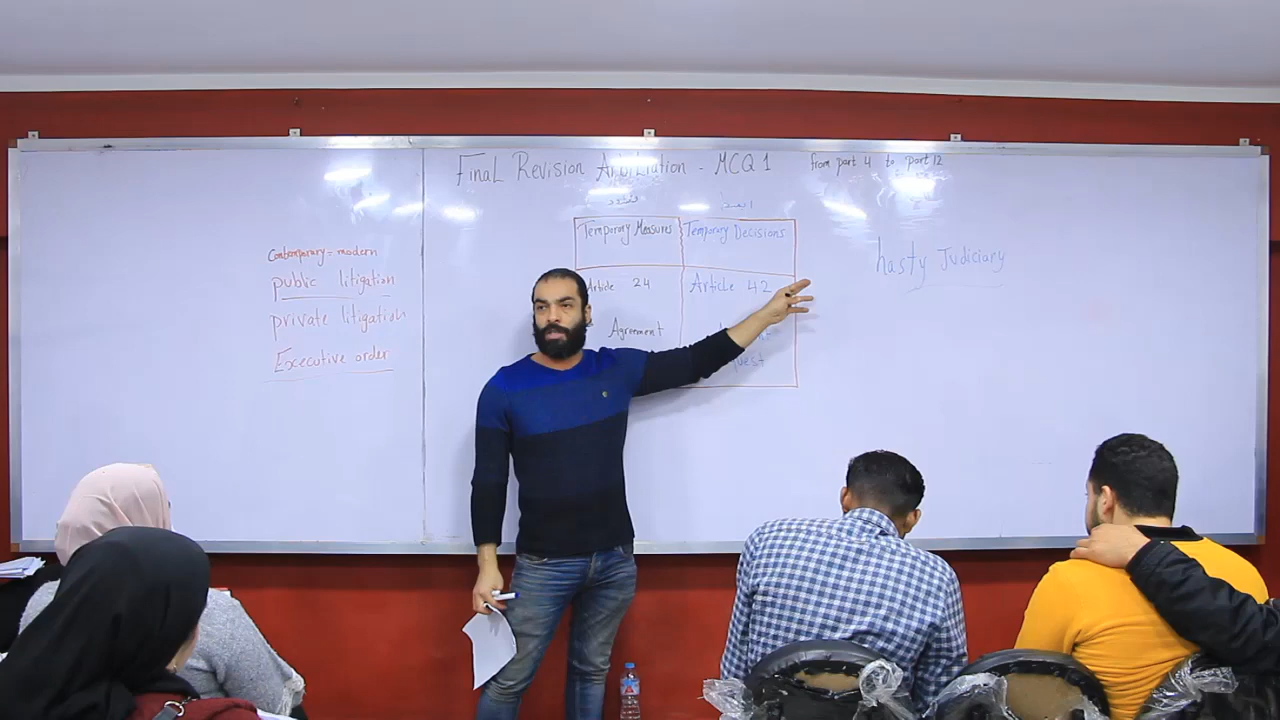 Final Revision Arbitration - MCQ 1 from part 4 to part 12
Temporary Measures
Temporary Decisions
Article 24
Article 42
Agreement
Contemporary = modern
public litigation
private litigation
Excecutive order
hasty Judiciary